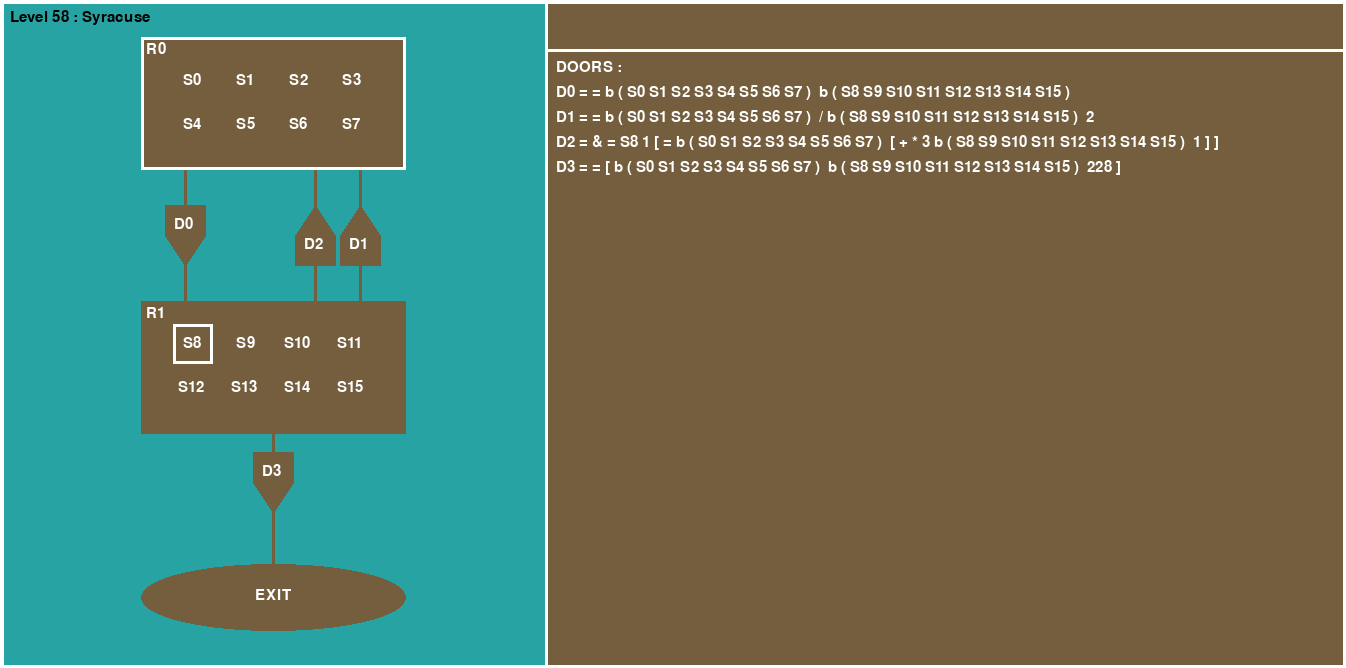 Level 58 : Syracuse
R0
S0 S1 S2 S3
S4 S5 S6 S7
D0 D2 D1
R1
S8 S9 S10 S11
S12 S13 S14 S15
D3
EXIT
DOORS :
D0 = = b ( S0 S1 S2 S3 S4 S5 S6 S7 ) b ( S8 S9 S10 S11 S12 S13 S14 S15 )
D1 = = b ( S0 S1 S2 S3 S4 S5 S6 S7 ) / b ( S8 S9 S10 S11 S12 S13 S14 S15 ) 2
D2 = & = S8 1 [ = b ( S0 S1 S2 S3 S4 S5 S6 S7 ) [ + * 3 b ( S8 S9 S10 S11 S12 S13 S14 S15 ) 1 ] ]
D3 = = [ b ( S0 S1 S2 S3 S4 S5 S6 S7 ) b ( S8 S9 S10 S11 S12 S13 S14 S15 ) 228 ]